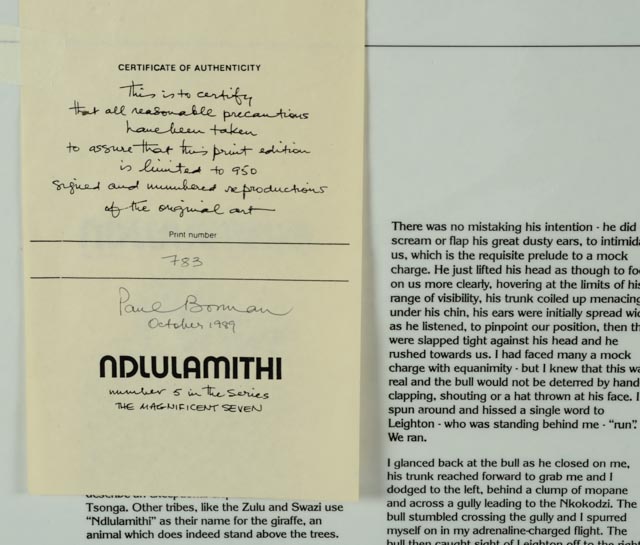 CERTIFICATE OF AUTHENTICITY
This is to certify
that all reasonable precautions
have been taken
to assure that this print edition
is limited to 950
signed and numbered reproductions
of the original art
Print number
783
Paul Bosman
October 1989
NDLULAMITHI
number 5 in the series
THE MAGNIFICENT SEVEN
Tsonga. Other tribes, like the Zulu and Swazi use
"Ndlulamithi" as their name for the giraffe, an
animal which does indeed stand above the trees.
There was no mistaking his intention - he did
scream or flap his great dusty ears, to intimida
us, which is the requisite prelude to a mock
charge. He just lifted his head as though to fo
on us more clearly, hovering at the limits of his
range of visibility, his trunk coiled up menacing
under his chin, his ears were initially spread wid
as he listened, to pinpoint our position, then th
were slapped tight against his head and he
rushed towards us. I had faced many a mock
charge with equanimity - but I knew that this wa
real and the bull would not be deterred by hand
clapping, shouting or a hat thrown at his face. I
spun around and hissed a single word to
Leighton - who was standing behind me - "run".
We ran.
I glanced back at the bull as he closed on me,
his trunk reached forward to grab me and I
dodged to the left, behind a clump of mopane
and across a gully leading to the Nkokodzi. The
bull stumbled crossing the gully and I spurred
myself on in my adrenaline-charged flight. The
bull then caught sight of Leighton off to the right